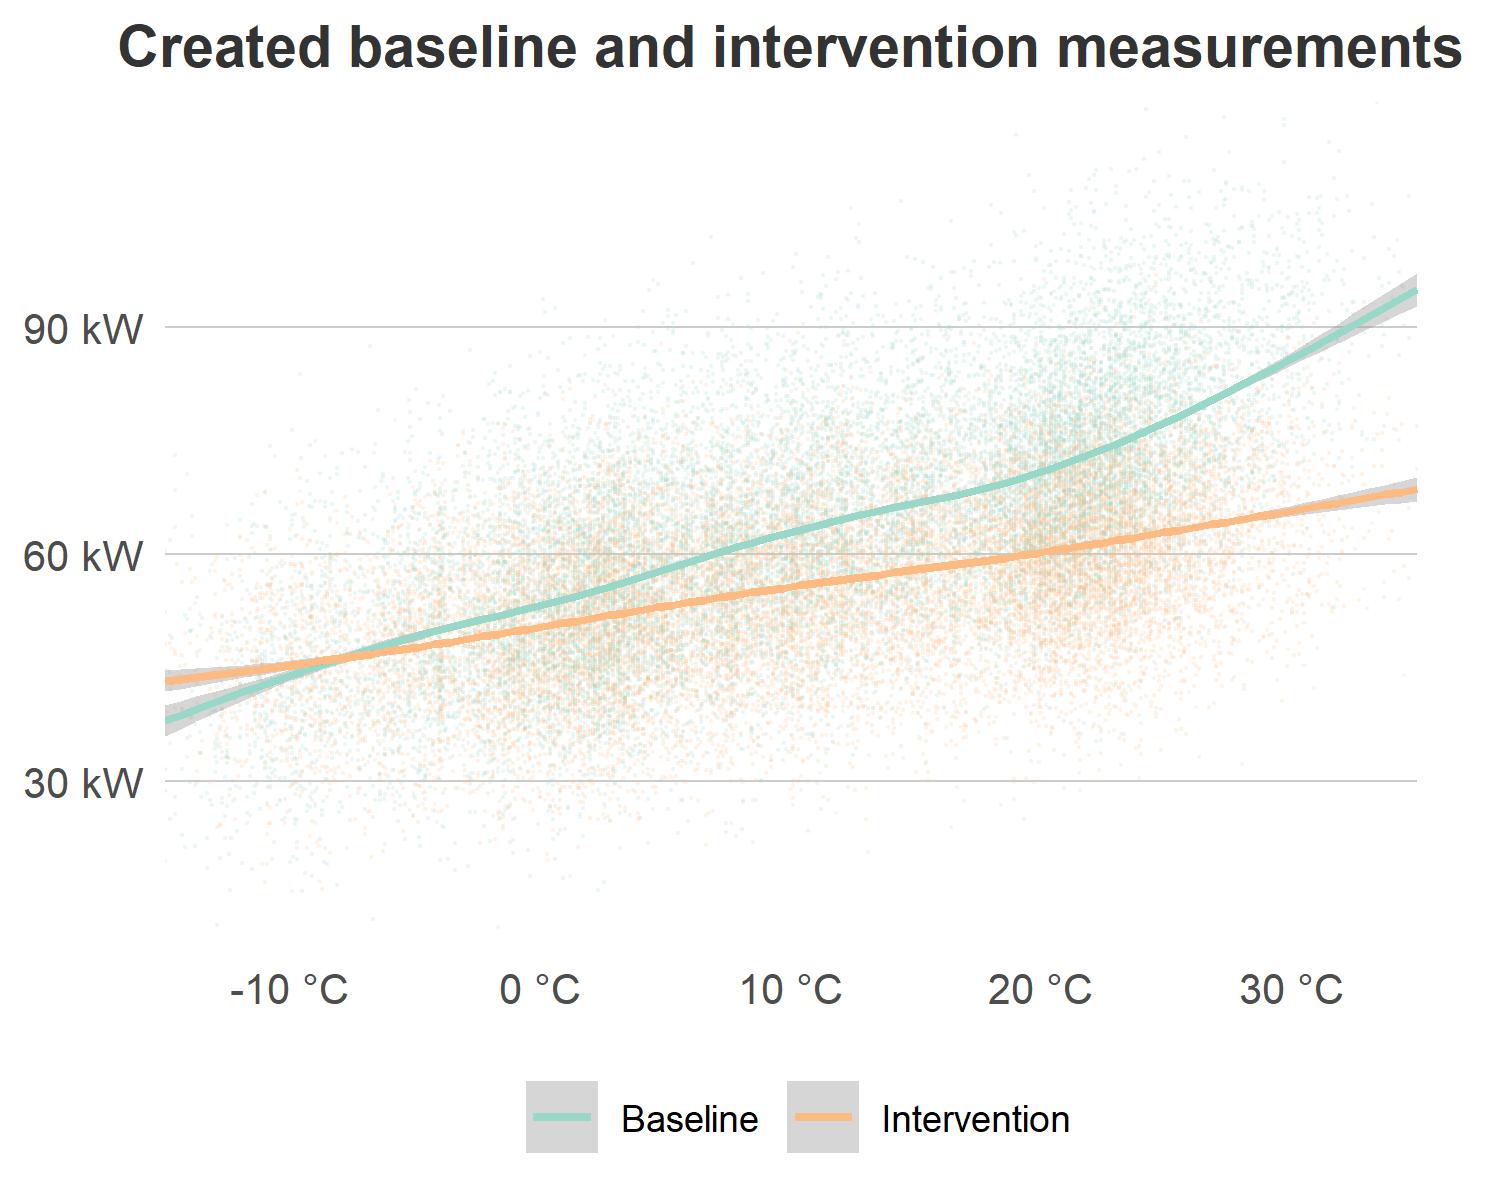 Created baseline and intervention measurements
90 kW
60 kW
30 kW
-10 °C 0 °C 10 °C 20 °C 30 °C
Baseline Intervention